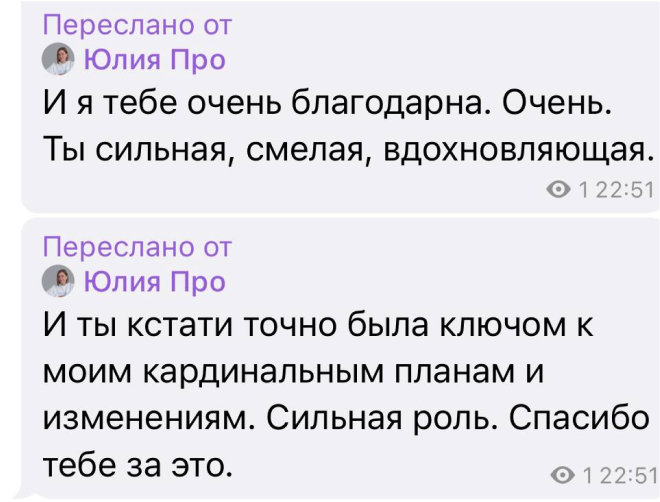 Переслано от
Юлия Про
И я тебе очень благодарна. Очень.
Ты сильная, смелая, вдохновляющая.
1 22:51
Переслано от
Юлия Про
И ты кстати точно была ключом к
моим кардинальным планам и
изменениям. Сильная роль. Спасибо
тебе за это.
1 22:51